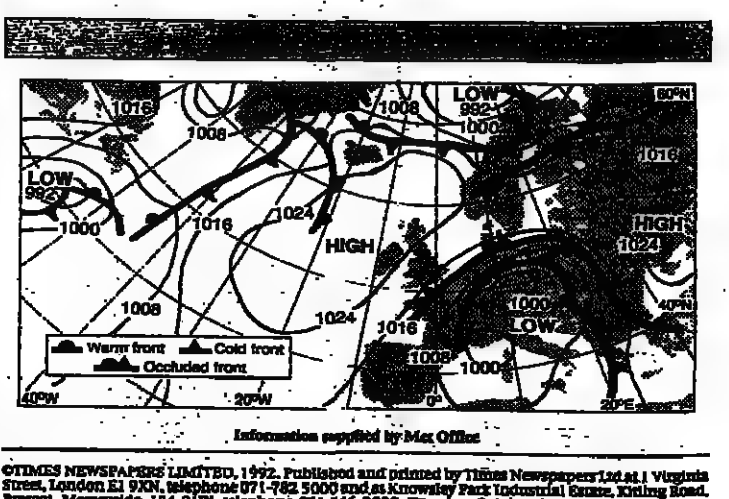 1016
1008
LOW
992
60°N
1008
1000
1016
LOW
992
1000
1016
1024
HIGH
HIGH
1024
1008
1024
1016
1000
LOW
40°N
Warm front Cold front
Occluded front
1008
1000
40°W 20°W 0° 20°E
Information supplied by Met Office
©TIMES NEWSPAPERS LIMITED, 1992. Published and printed by Times Newspapers Ltd at 1 Virginia
Street, London E1 9XN, telephone 071-782 5000 and at Knowsley Park Industrial Estate, Kitling Road,